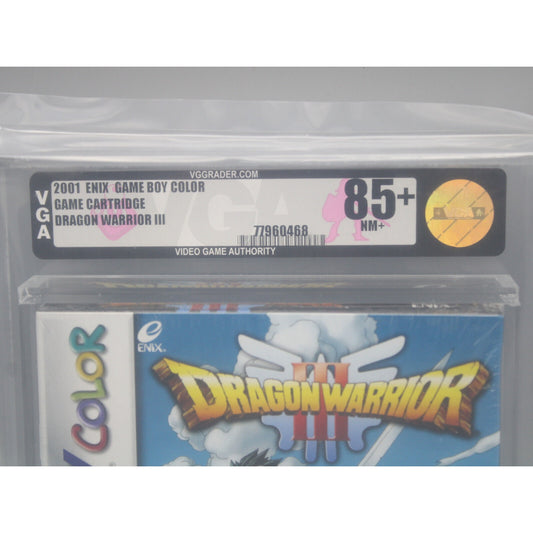 VGGRADER.COM
VGA
2001 ENIX GAME BOY COLOR
GAME CARTRIDGE
DRAGON WARRIOR III
77960468
85+
NM+
VIDEO GAME AUTHORITY
COLOR
ENIX
DRAGON WARRIOR
III